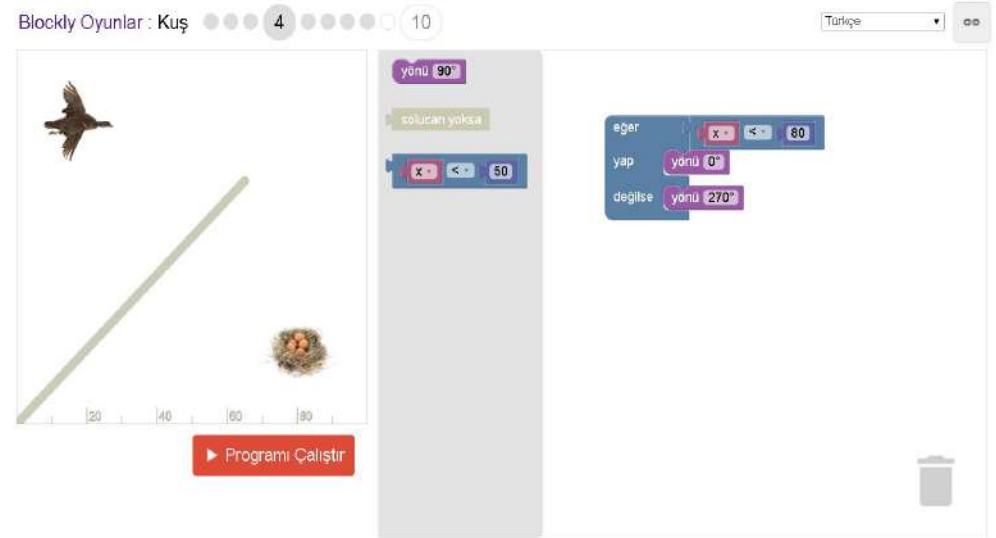 Blockly Oyunlar : Kuş 4 10
Türkçe
yönü 90°
solucan yoksa
x < 50
eğer x < 80
yap yönü 0°
değilse yönü 270°
20 40 60 80
Programı Çalıştır